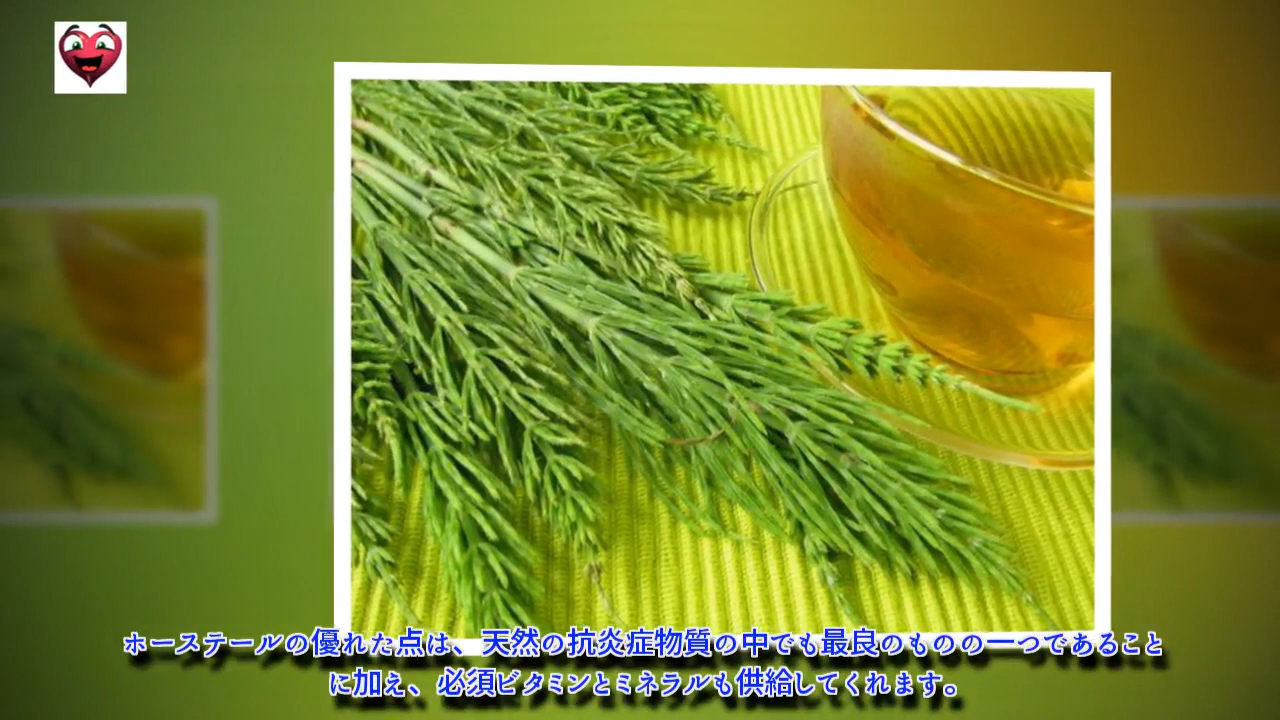 ホーステールの優れた点は、天然の抗炎症物質の中でも最良のものの一つであること
に加え、必須ビタミンとミネラルも供給してくれます。